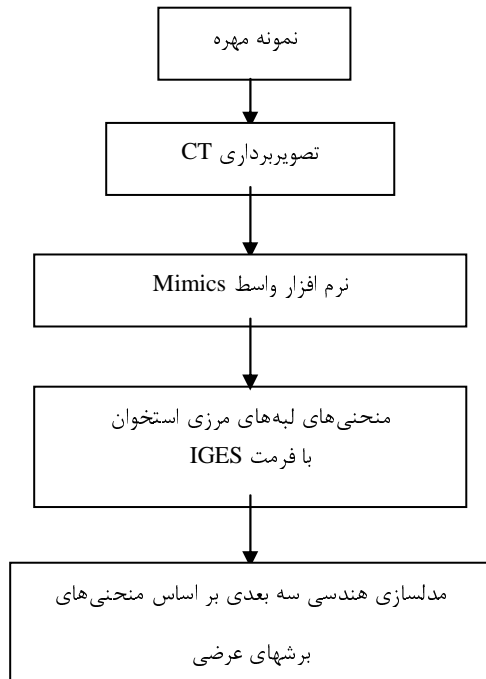 نمونه مهره
تصویربرداری CT
نرم افزار واسط Mimics
منحنی‌های لبه‌های مرزی استخوان
با فرمت IGES
مدلسازی هندسی سه بعدی بر اساس منحنی‌های
برشهای عرضی